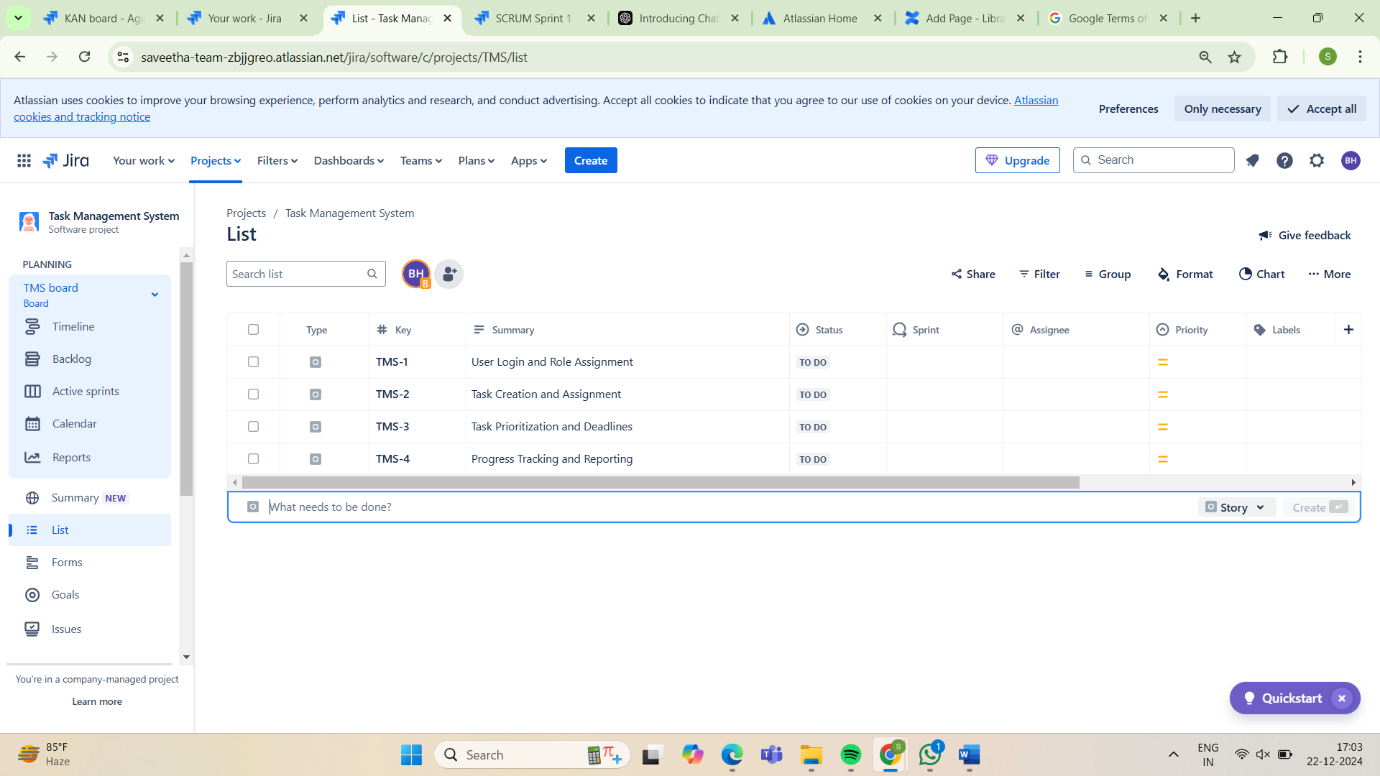 KAN board - Agi
Your work - Jira
List - Task Manag
SCRUM Sprint 1
Introducing Chat
Atlassian Home
Add Page - Libra
Google Terms of
saveetha-team-zbjjgreo.atlassian.net/jira/software/c/projects/TMS/list
S
Atlassian uses cookies to improve your browsing experience, perform analytics and research, and conduct advertising. Accept all cookies to indicate that you agree to our use of cookies on your device. Atlassian
cookies and tracking notice
Preferences
Only necessary
Accept all
Jira
Your work
Projects
Filters
Dashboards
Teams
Plans
Apps
Create
Upgrade
Search
BH
Task Management System
Software project
PLANNING
TMS board
Board
Timeline
Backlog
Active sprints
Calendar
Reports
Summary NEW
List
Forms
Goals
Issues
You're in a company-managed project
Learn more
Projects / Task Management System
List
Give feedback
Search list
BH
B
Share
Filter
Group
Format
Chart
More
Type Key Summary Status Sprint Assignee Priority Labels
TMS-1 User Login and Role Assignment TO DO
TMS-2 Task Creation and Assignment TO DO
TMS-3 Task Prioritization and Deadlines TO DO
TMS-4 Progress Tracking and Reporting TO DO
What needs to be done?
Story
Create
Quickstart
85°F
Haze
Search
S
1
ENG
IN
17:03
22-12-2024